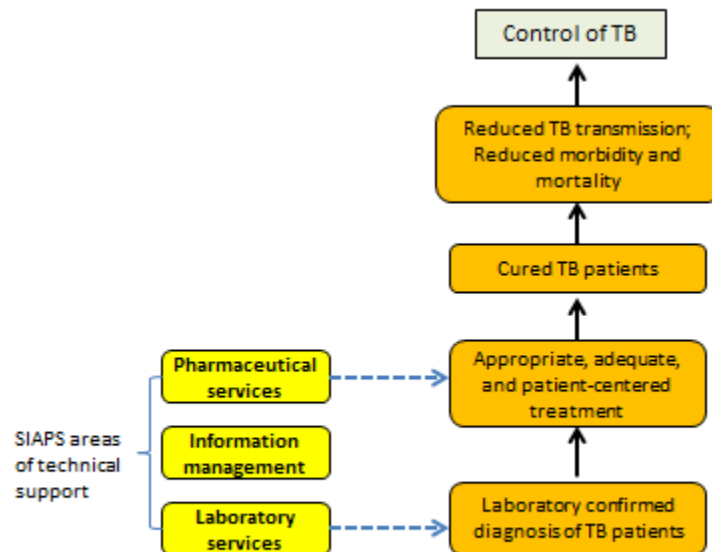 Control of TB
Reduced TB transmission;
Reduced morbidity and
mortality
Cured TB patients
Pharmaceutical
services
Appropriate, adequate,
and patient-centered
treatment
SIAPS areas
of technical
support
Information
management
Laboratory
services
Laboratory confirmed
diagnosis of TB patients